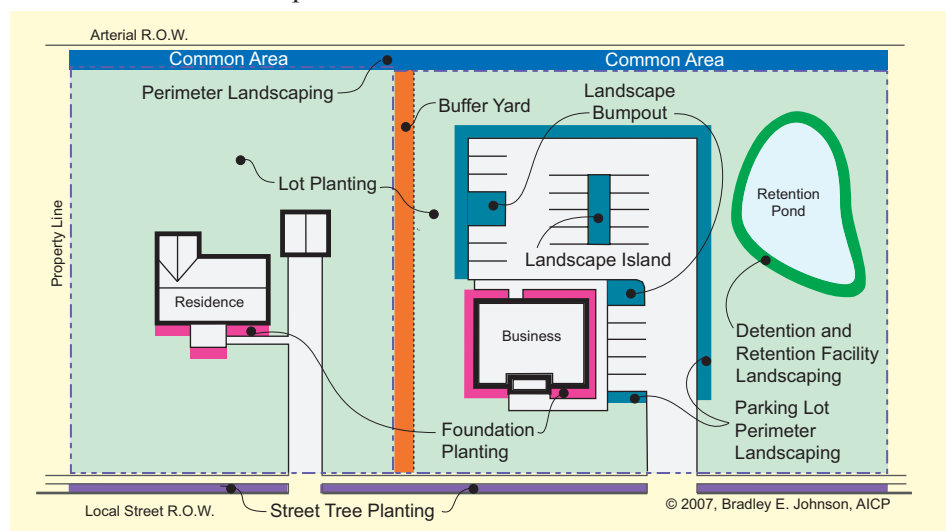 Arterial R.O.W.
Common Area
Common Area
Perimeter Landscaping
Buffer Yard
Landscape
Bumpout
Lot Planting
Retention
Pond
Property Line
Landscape Island
Residence
Business
Detention and
Retention Facility
Landscaping
Foundation
Planting
Parking Lot
Perimeter
Landscaping
Local Street R.O.W.
Street Tree Planting
© 2007, Bradley E. Johnson, AICP